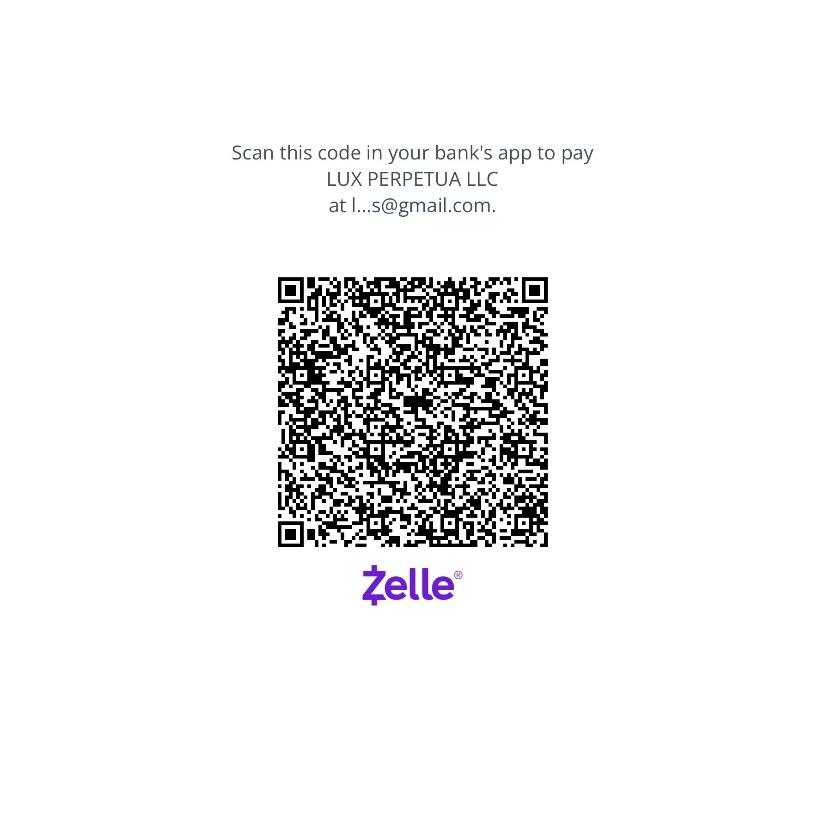 Scan this code in your bank's app to pay
LUX PERPETUA LLC
at l...s@gmail.com.
Zelle®